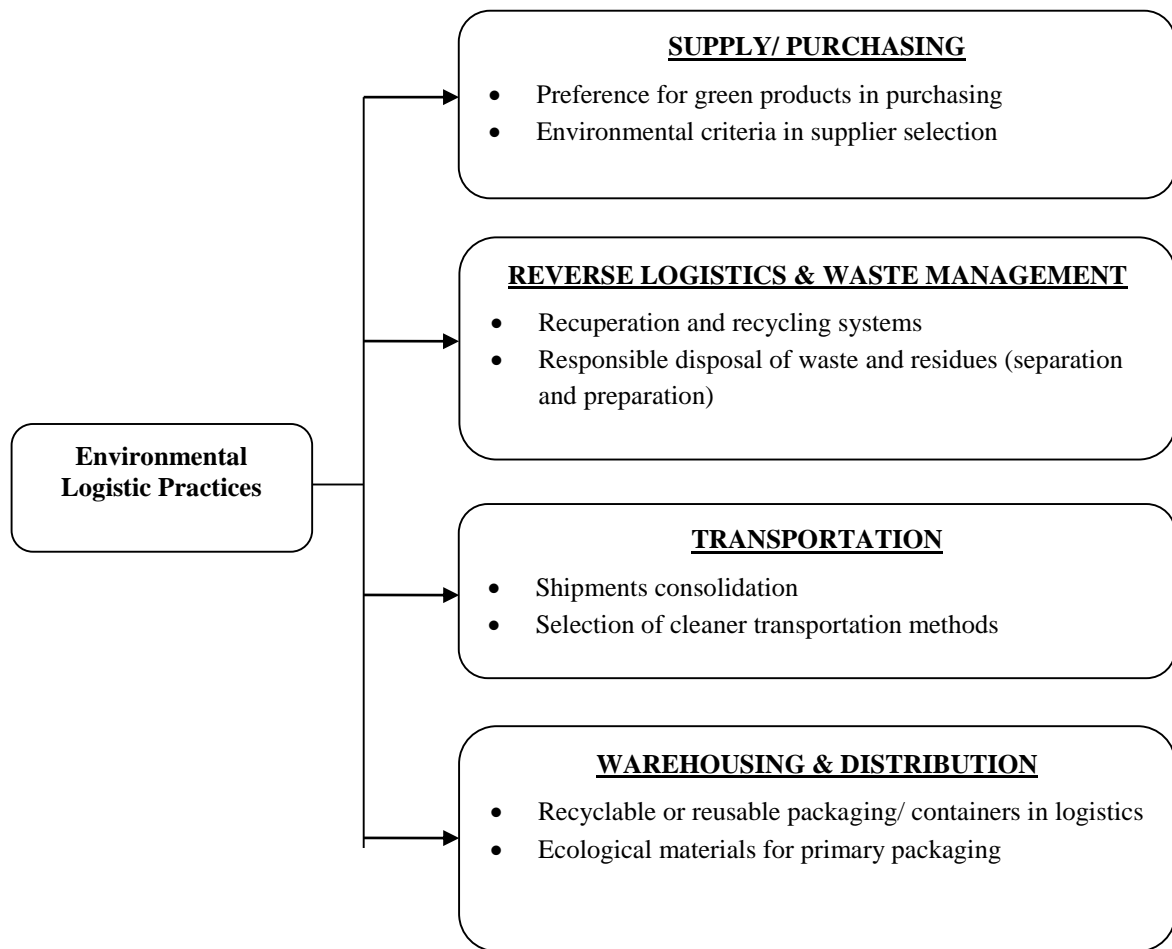 SUPPLY/ PURCHASING
• Preference for green products in purchasing
• Environmental criteria in supplier selection
REVERSE LOGISTICS & WASTE MANAGEMENT
• Recuperation and recycling systems
• Responsible disposal of waste and residues (separation
and preparation)
Environmental
Logistic Practices
TRANSPORTATION
• Shipments consolidation
• Selection of cleaner transportation methods
WAREHOUSING & DISTRIBUTION
• Recyclable or reusable packaging/ containers in logistics
• Ecological materials for primary packaging